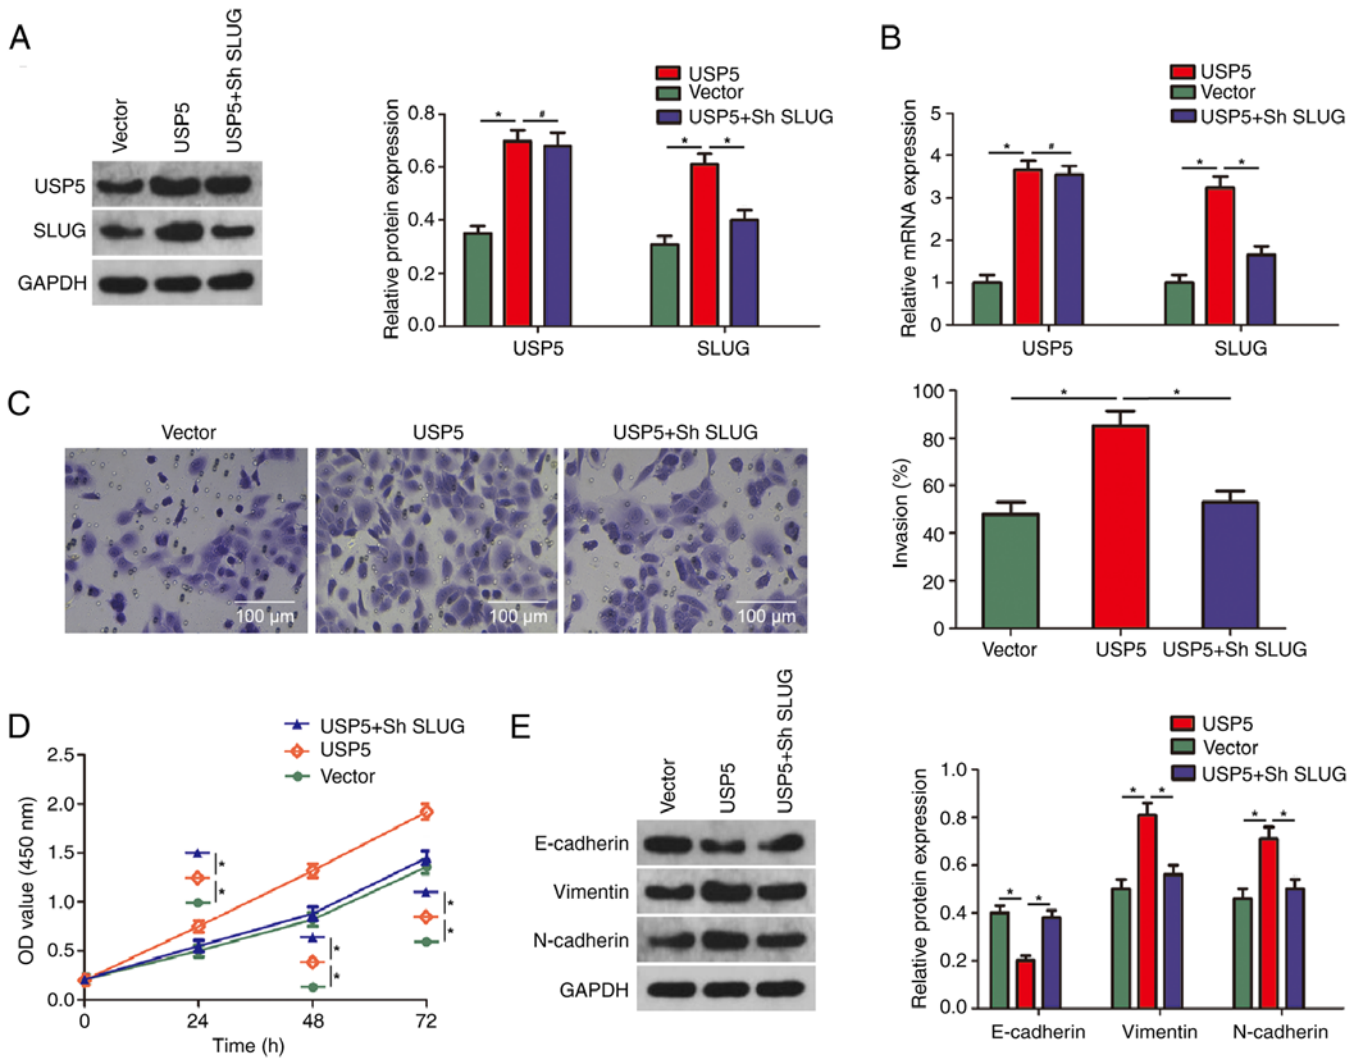 A
Vector
USP5
USP5+Sh SLUG
USP5
SLUG
GAPDH
USP5
Vector
USP5+Sh SLUG
Relative protein expression
0.8
0.6
0.4
0.2
0.0
* #
* *
USP5 SLUG
B
USP5
Vector
USP5+Sh SLUG
Relative mRNA expression
5
4
3
2
1
0
* #
* *
USP5 SLUG
C
Vector USP5 USP5+Sh SLUG
100 µm 100 µm 100 µm
Invasion (%)
100
80
60
40
20
0
* *
Vector USP5 USP5+Sh SLUG
D
USP5+Sh SLUG
USP5
Vector
OD value (450 nm)
2.5
2.0
1.5
1.0
0.5
0.0
* *
* *
* *
0 24 48 72
Time (h)
E
Vector
USP5
USP5+Sh SLUG
E-cadherin
Vimentin
N-cadherin
GAPDH
USP5
Vector
USP5+Sh SLUG
Relative protein expression
1.0
0.8
0.6
0.4
0.2
0.0
* *
* *
* *
E-cadherin Vimentin N-cadherin